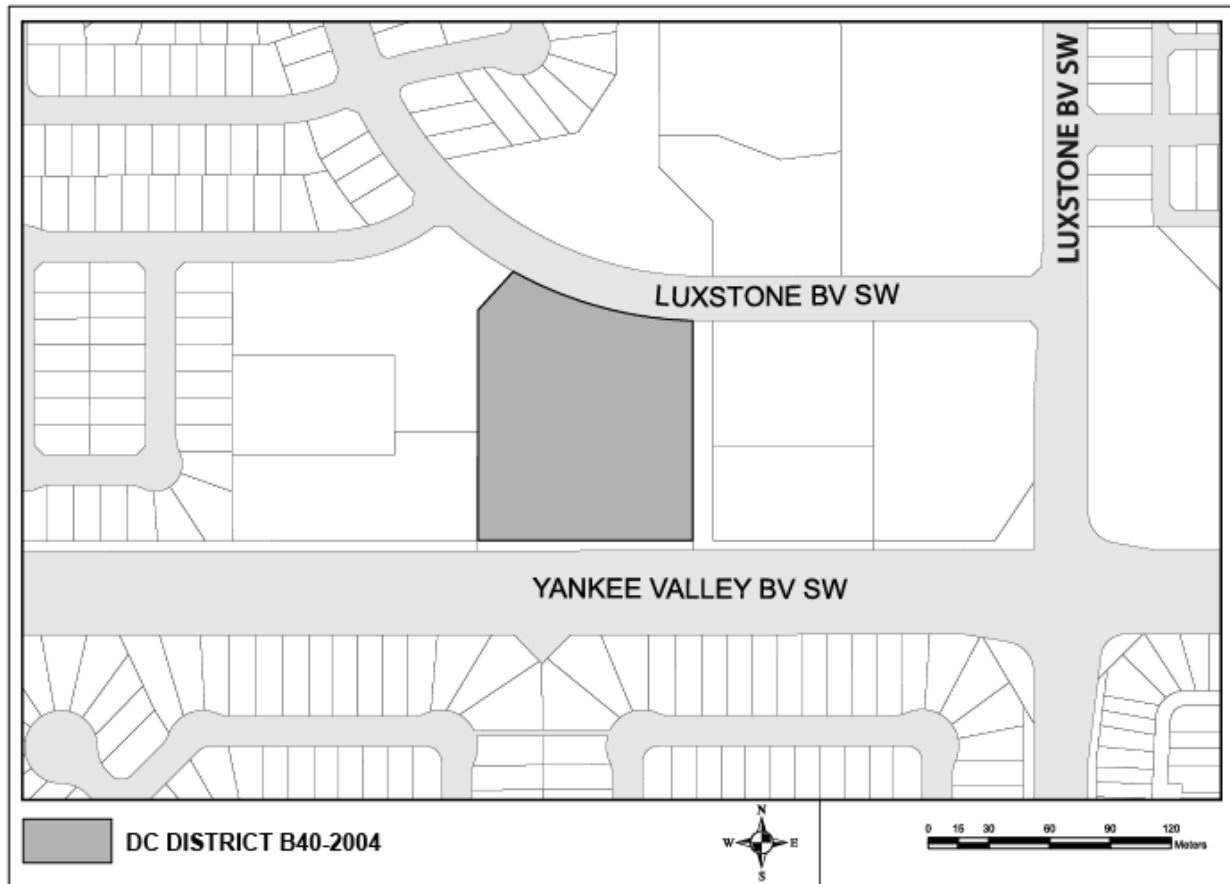 LUXSTONE BV SW
LUXSTONE BV SW
YANKEE VALLEY BV SW
DC DISTRICT B40-2004
N
W E
S
0 15 30 60 90 120
Meters